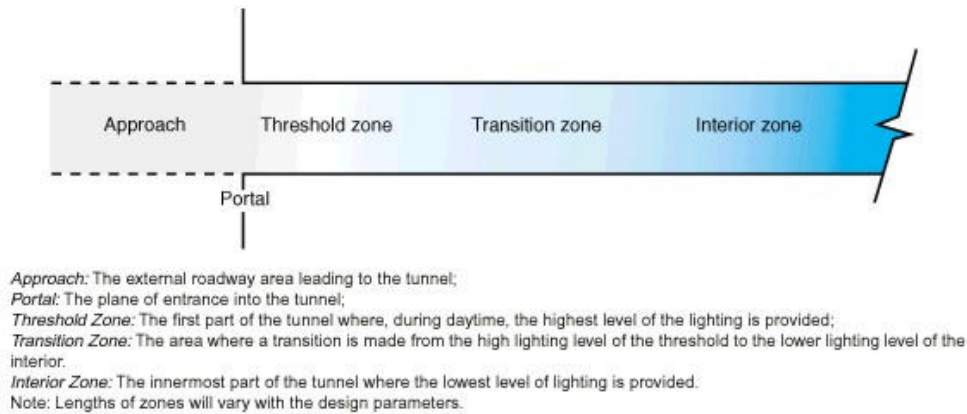 Approach
Threshold zone
Transition zone
Interior zone
Portal
Approach: The external roadway area leading to the tunnel;
Portal: The plane of entrance into the tunnel;
Threshold Zone: The first part of the tunnel where, during daytime, the highest level of the lighting is provided;
Transition Zone: The area where a transition is made from the high lighting level of the threshold to the lower lighting level of the
interior.
Interior Zone: The innermost part of the tunnel where the lowest level of lighting is provided.
Note: Lengths of zones will vary with the design parameters.